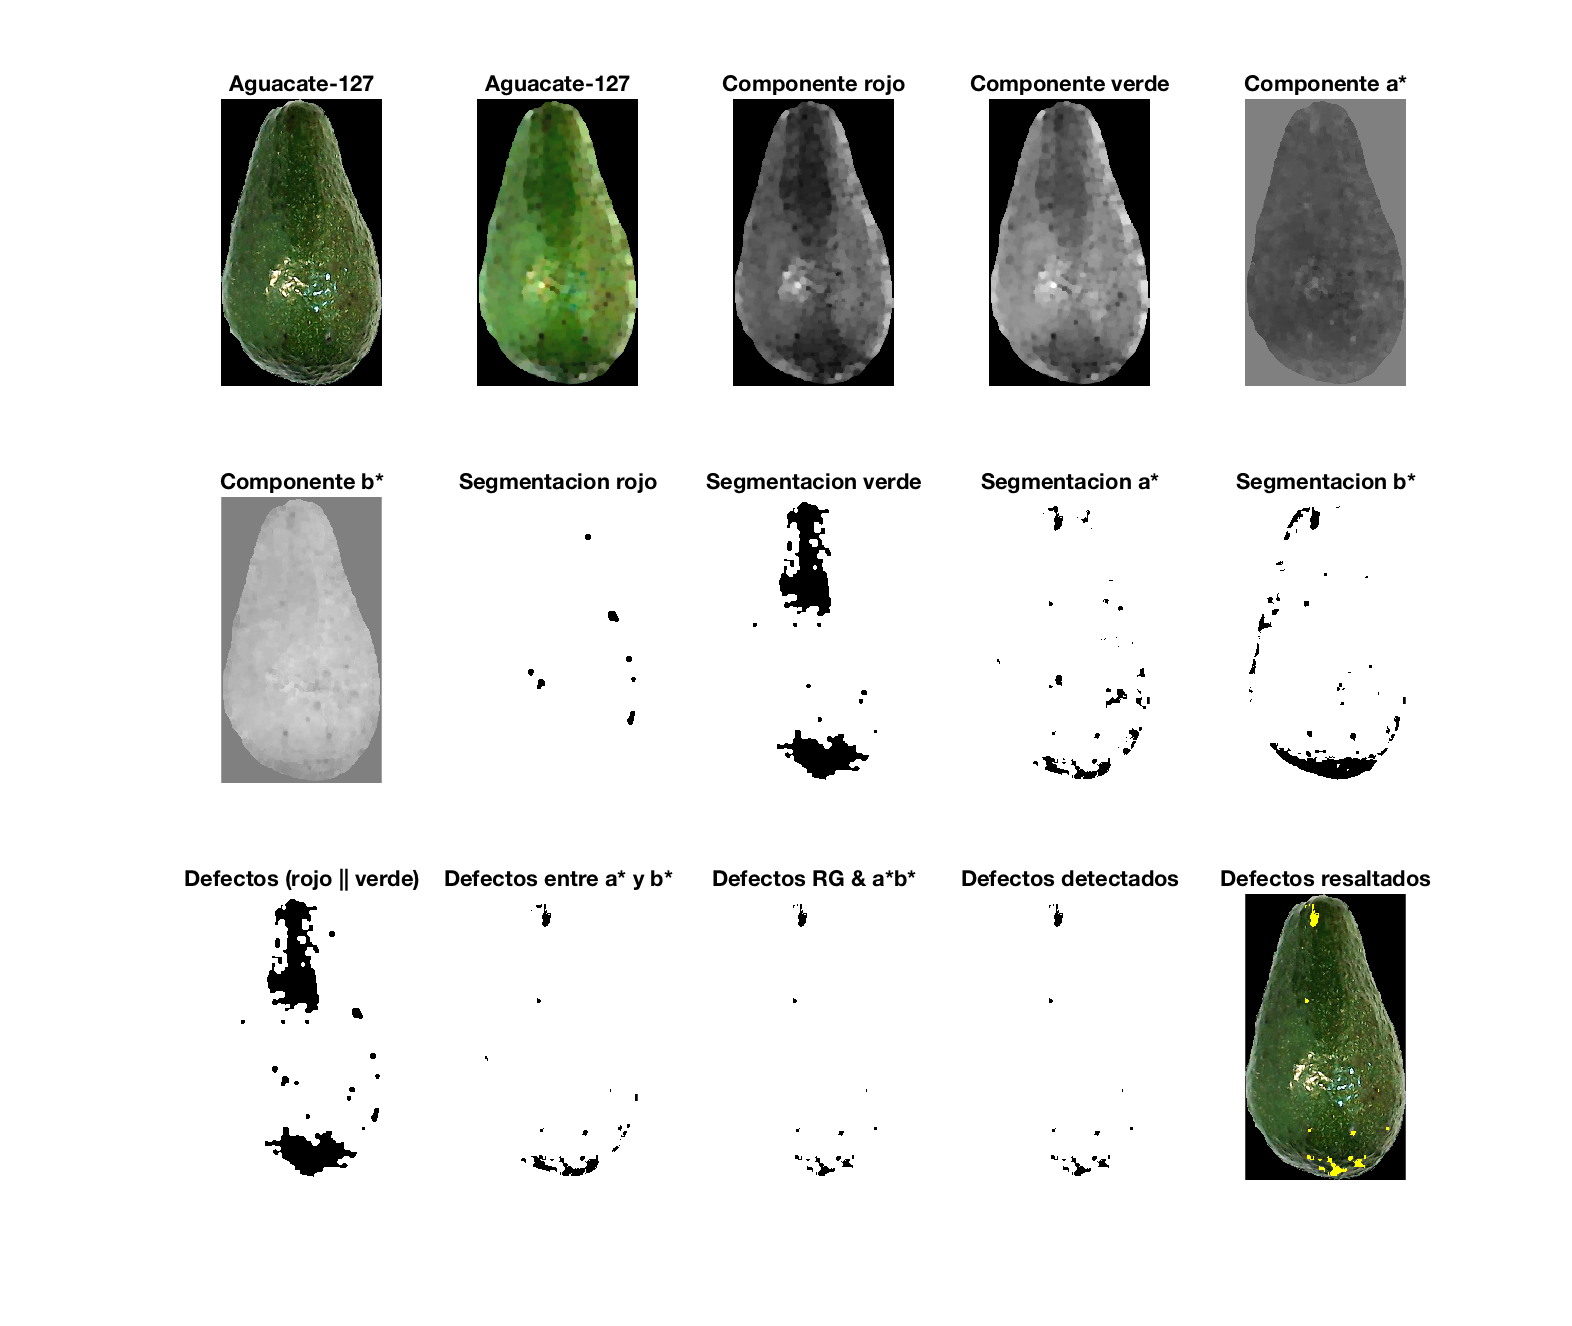 Aguacate-127
Aguacate-127
Componente rojo
Componente verde
Componente a*
Componente b*
Segmentacion rojo
Segmentacion verde
Segmentacion a*
Segmentacion b*
Defectos (rojo || verde)
Defectos entre a* y b*
Defectos RG & a*b*
Defectos detectados
Defectos resaltados